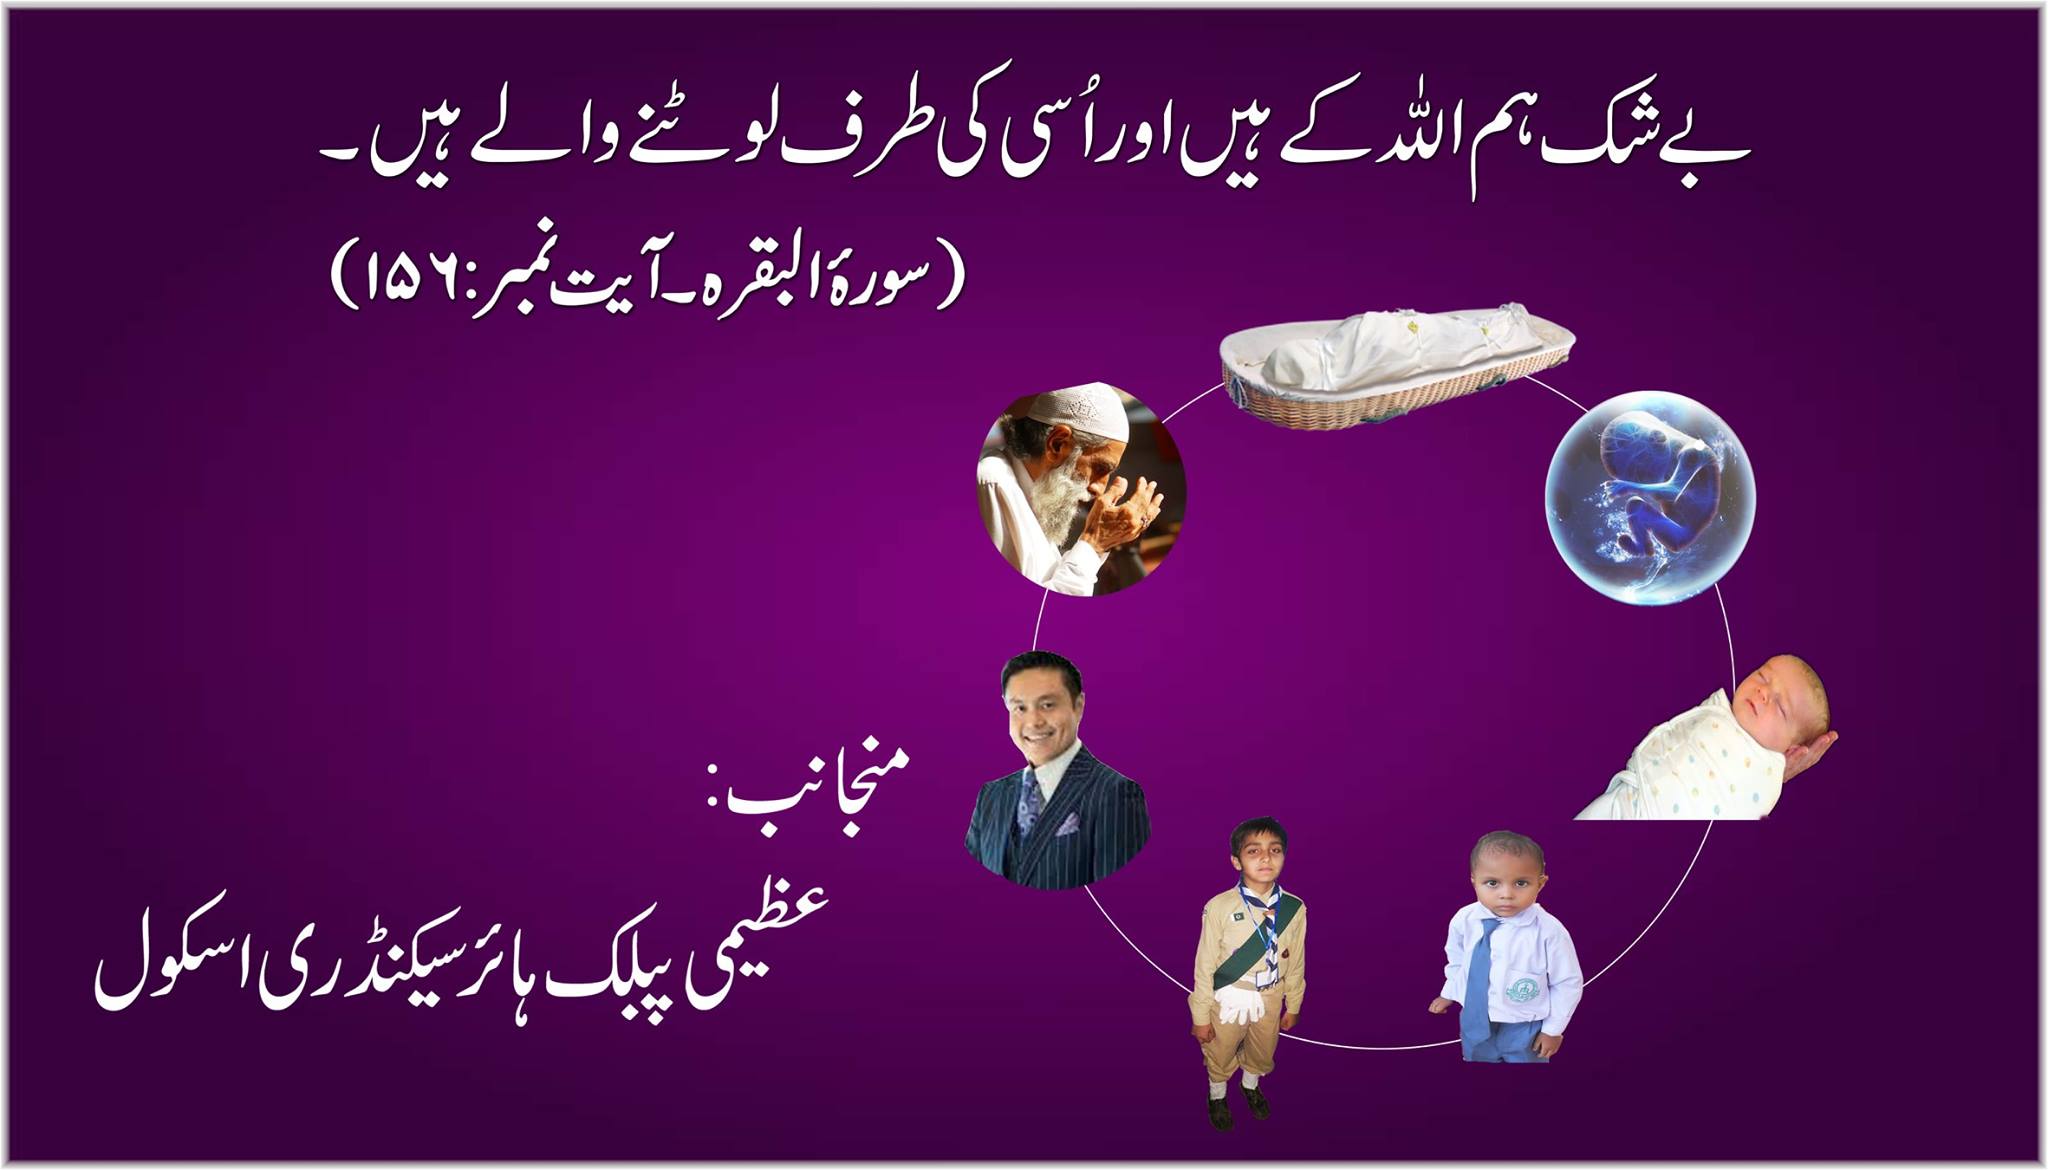 بے شک ہم اللہ کے ہیں اور اُسی کی طرف لوٹنے والے ہیں۔
(سورۂ البقرہ۔ آیت نمبر: ۱۵۶)
منجانب:
عظیمی پبلک ہائر سیکنڈری اسکول